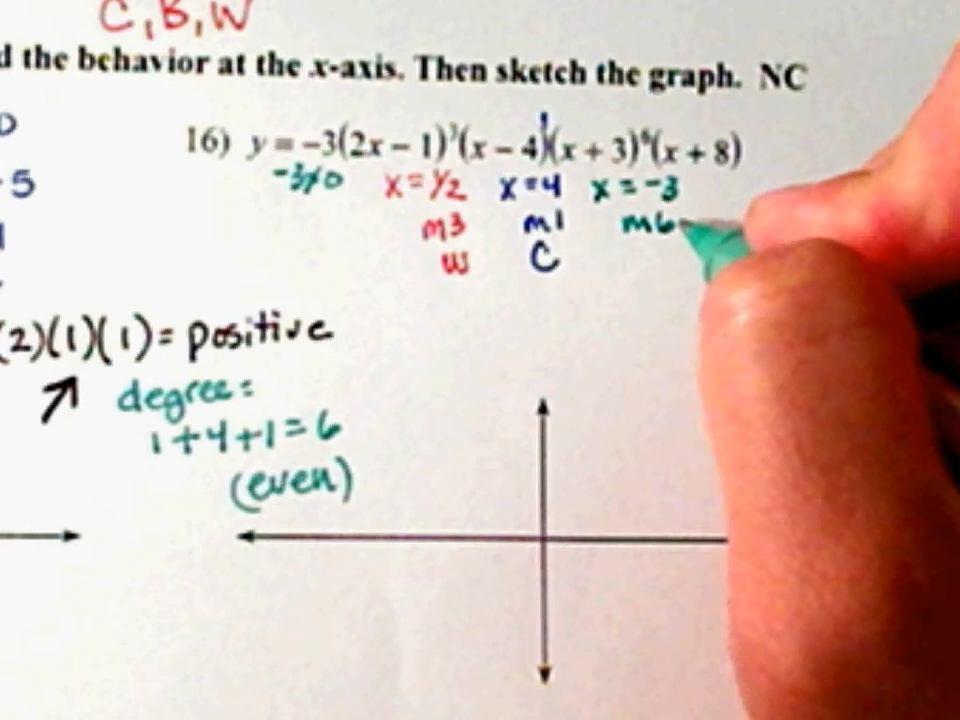 C, B, W
d the behavior at the x-axis. Then sketch the graph. NC
16) y = -3(2x - 1)³(x - 4)¹(x + 3)⁶(x + 8)
-3≠0 x = 1/2 x = 4 x = -3
5
m3 m1 m6
W C
(2)(1)(1) = positive
degree:
1+4+1=6
(even)